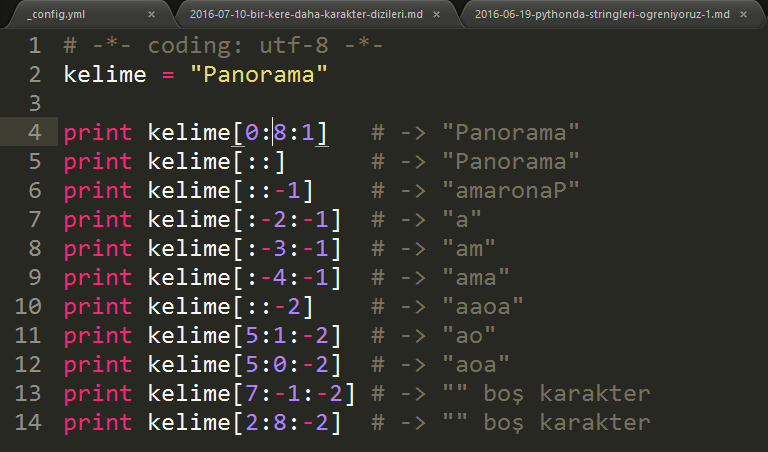 _config.yml × 2016-07-10-bir-kere-daha-karakter-dizileri.md × 2016-06-19-pythonda-stringleri-ogreniyoruz-1.md ×
1 # -*- coding: utf-8 -*-
2 kelime = "Panorama"
3
4 print kelime[0:8:1] # -> "Panorama"
5 print kelime[::] # -> "Panorama"
6 print kelime[::-1] # -> "amaronaP"
7 print kelime[:-2:-1] # -> "a"
8 print kelime[:-3:-1] # -> "am"
9 print kelime[:-4:-1] # -> "ama"
10 print kelime[::-2] # -> "aaoa"
11 print kelime[5:1:-2] # -> "ao"
12 print kelime[5:0:-2] # -> "aoa"
13 print kelime[7:-1:-2] # -> "" boş karakter
14 print kelime[2:8:-2] # -> "" boş karakter